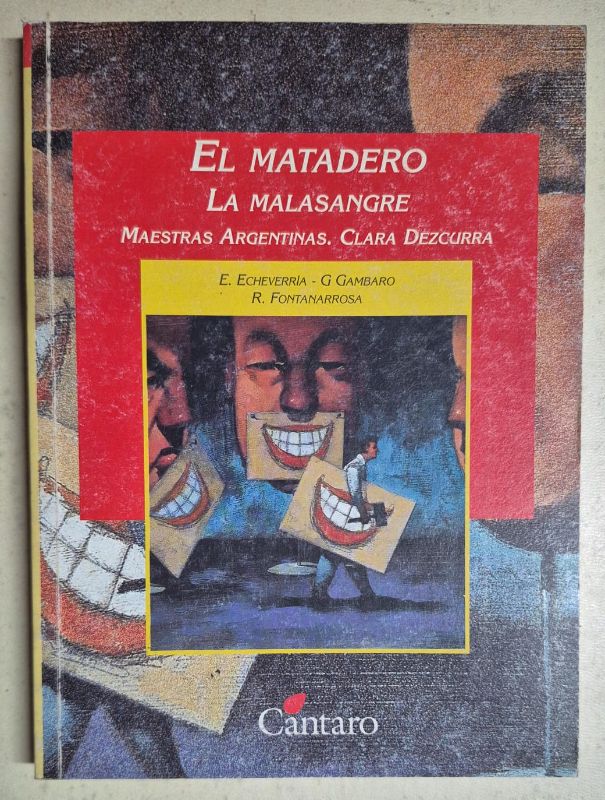 EL MATADERO
LA MALASANGRE
MAESTRAS ARGENTINAS. CLARA DEZCURRA
E. ECHEVERRÍA - G GAMBARO
R. FONTANARROSA
Cántaro